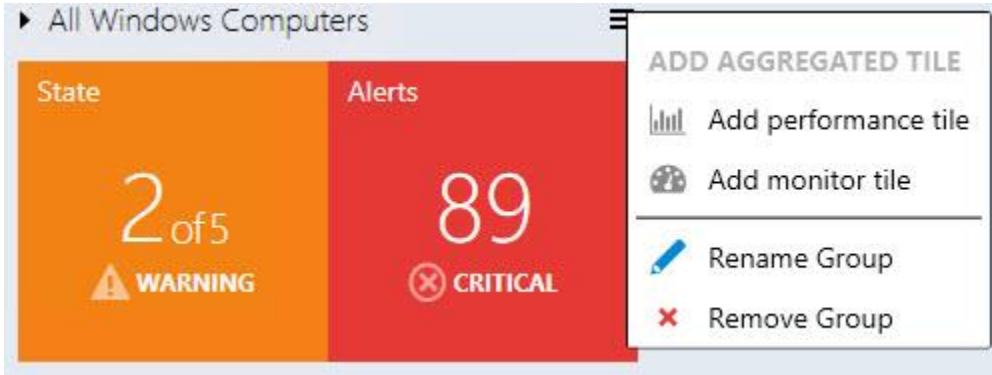 All Windows Computers
State
2 of 5
WARNING
Alerts
89
CRITICAL
ADD AGGREGATED TILE
Add performance tile
Add monitor tile
Rename Group
Remove Group